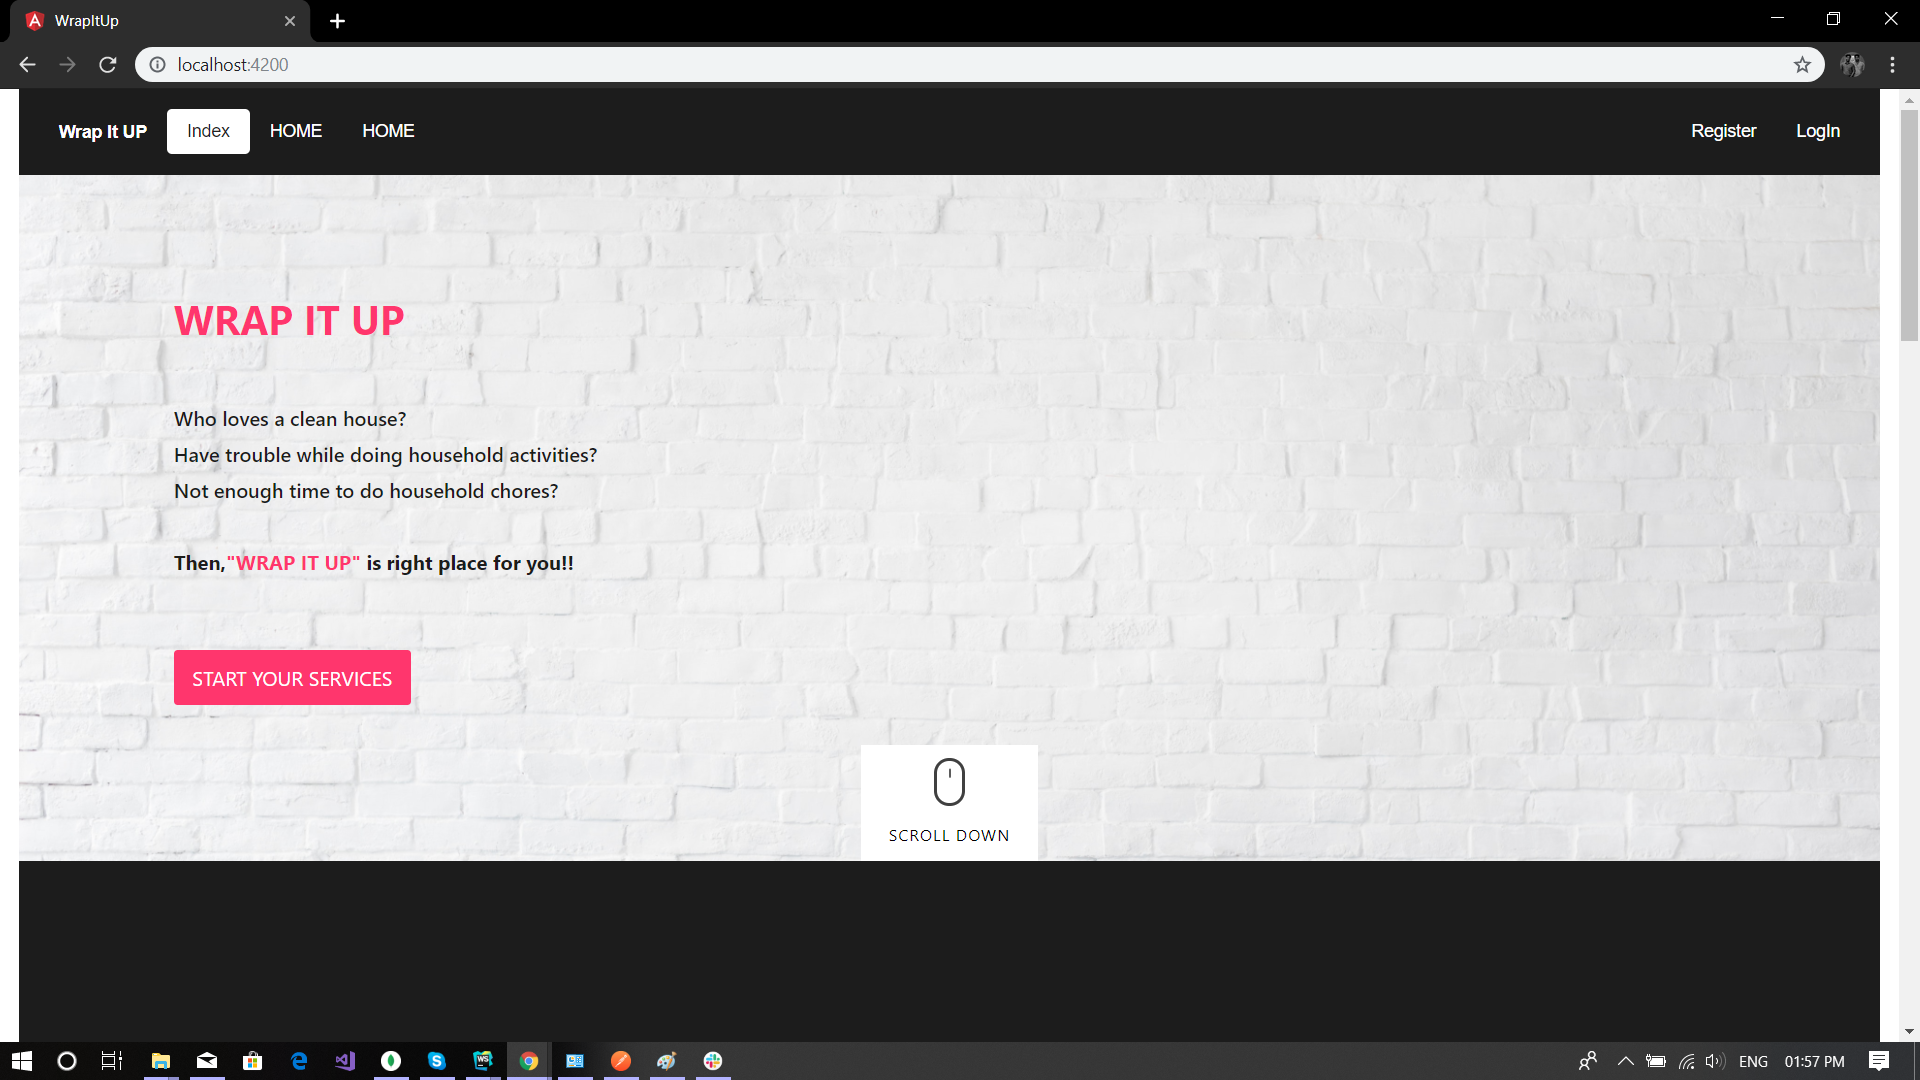 WrapItUp
localhost:4200
Wrap It UP Index HOME HOME Register LogIn
WRAP IT UP
Who loves a clean house?
Have trouble while doing household activities?
Not enough time to do household chores?
Then,"WRAP IT UP" is right place for you!!
START YOUR SERVICES
SCROLL DOWN
ENG 01:57 PM